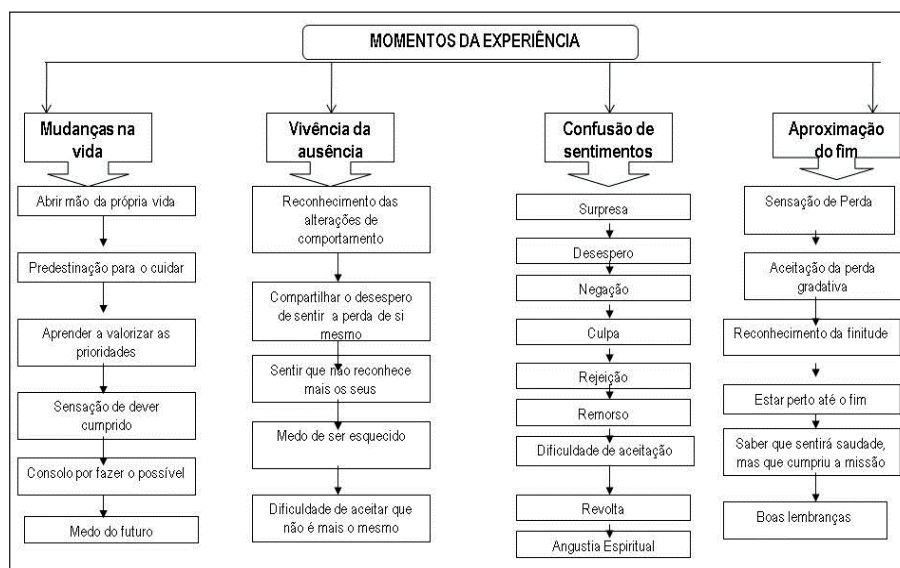 MOMENTOS DA EXPERIÊNCIA
Mudanças na
vida
Abrir mão da própria vida
Predestinação para o cuidar
Aprender a valorizar as
prioridades
Sensação de dever
cumprido
Consolo por fazer o possível
Medo do futuro
Vivência da
ausência
Reconhecimento das
alterações de
comportamento
Compartilhar o desespero
de sentir a perda de si
mesmo
Sentir que não reconhece
mais os seus
Medo de ser esquecido
Dificuldade de aceitar que
não é mais o mesmo
Confusão de
sentimentos
Surpresa
Desespero
Negação
Culpa
Rejeição
Remorso
Dificuldade de aceitação
Revolta
Angustia Espiritual
Aproximação
do fim
Sensação de Perda
Aceitação da perda
gradativa
Reconhecimento da finitude
Estar perto até o fim
Saber que sentirá saudade,
mas que cumpriu a missão
Boas lembranças